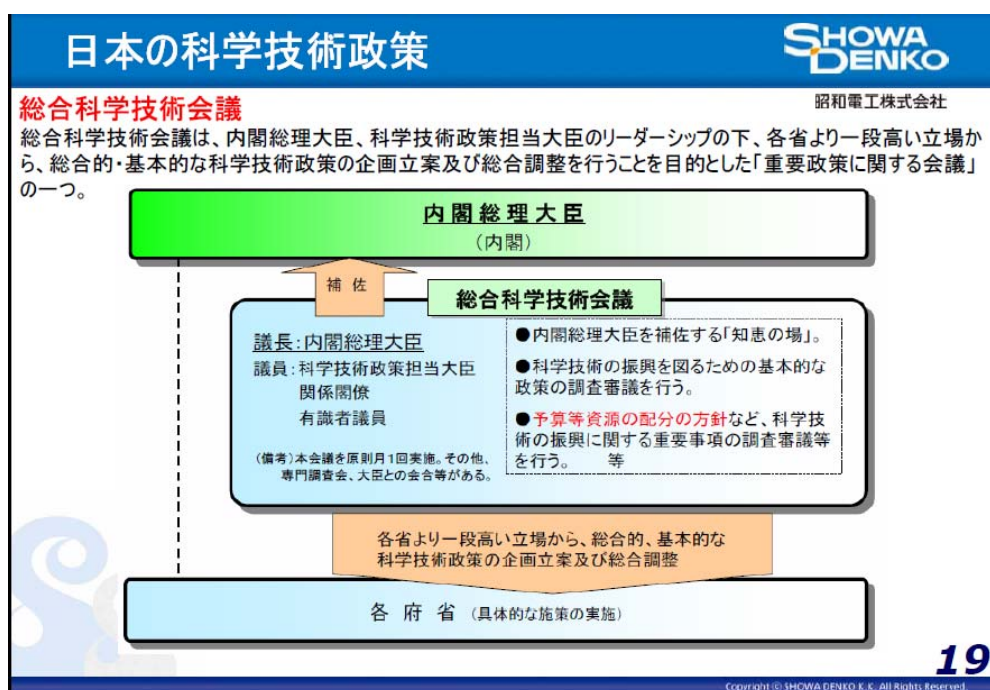 日本の科学技術政策
SHOWA
DENKO
昭和電工株式会社
総合科学技術会議
総合科学技術会議は、内閣総理大臣、科学技術政策担当大臣のリーダーシップの下、各省より一段高い立場か
ら、総合的・基本的な科学技術政策の企画立案及び総合調整を行うことを目的とした「重要政策に関する会議」
の一つ。
内閣総理大臣
（内閣）
補 佐
総合科学技術会議
議長：内閣総理大臣
議員：科学技術政策担当大臣
関係閣僚
有識者議員
（備考）本会議を原則月1回実施。その他、
専門調査会、大臣との会合等がある。
●内閣総理大臣を補佐する「知恵の場」。
●科学技術の振興を図るための基本的な
政策の調査審議を行う。
●予算等資源の配分の方針など、科学技
術の振興に関する重要事項の調査審議等
を行う。　等
各省より一段高い立場から、総合的、基本的な
科学技術政策の企画立案及び総合調整
各 府 省 （具体的な施策の実施）
19
Copyright © SHOWA DENKO K.K. All Rights Reserved.